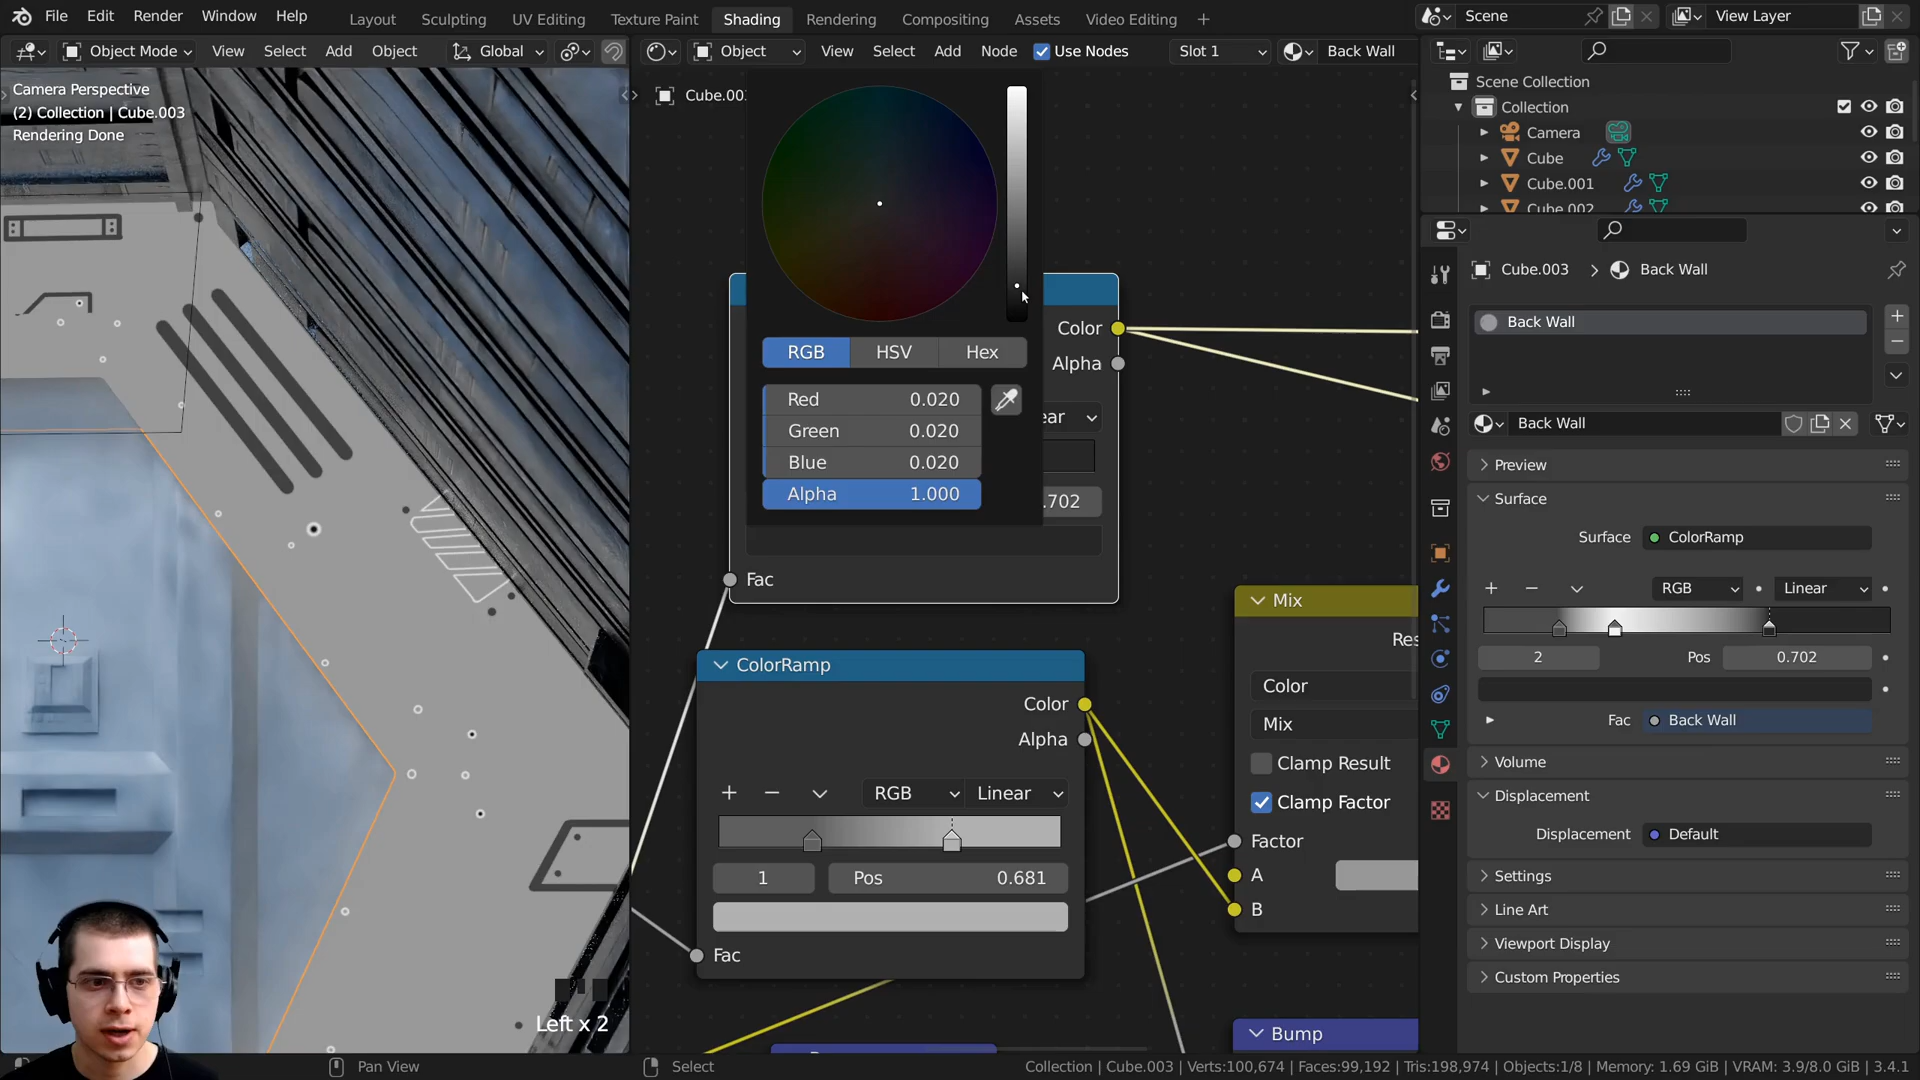 File Edit Render Window Help Layout Sculpting UV Editing Texture Paint Shading Rendering Compositing Assets Video Editing + Scene View Layer
Object Mode View Select Add Object Global Object View Select Add Node Use Nodes Slot 1 Back Wall
Camera Perspective
(2) Collection | Cube.003
Rendering Done
Cube.00
RGB HSV Hex
Red 0.020
Green 0.020
Blue 0.020
Alpha 1.000
Color
Alpha
ear
.702
Fac
ColorRamp
Color
Alpha
RGB Linear
1 Pos 0.681
Fac
Mix
Res
Color
Mix
Clamp Result
Clamp Factor
Factor
A
B
Bump
Left x 2
Scene Collection
Collection
Camera
Cube
Cube.001
Cube.002
Cube.003 > Back Wall
Back Wall
Back Wall
Preview
Surface
Surface ColorRamp
RGB Linear
2 Pos 0.702
Fac Back Wall
Volume
Displacement
Displacement Default
Settings
Line Art
Viewport Display
Custom Properties
Pan View Select Collection | Cube.003 | Verts:100,674 | Faces:99,192 | Tris:198,974 | Objects:1/8 | Memory: 1.69 GiB | VRAM: 3.9/8.0 GiB | 3.4.1